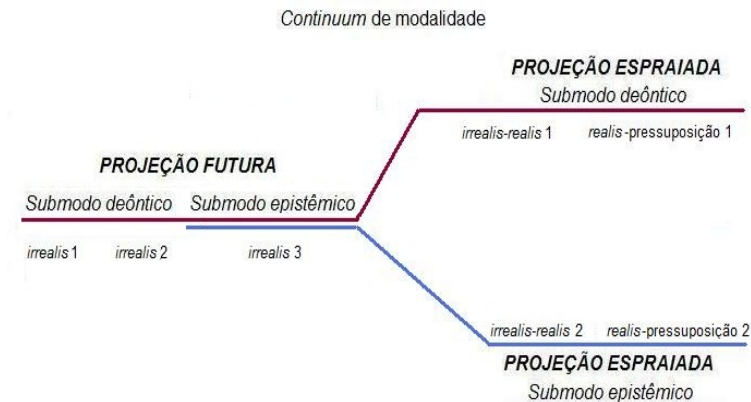 Continuum de modalidade
PROJEÇÃO ESPRAIADA
Submodo deôntico
irrealis-realis 1 realis-pressuposição 1
PROJEÇÃO FUTURA
Submodo deôntico Submodo epistêmico
irrealis 1 irrealis 2 irrealis 3
irrealis-realis 2 realis-pressuposição 2
PROJEÇÃO ESPRAIADA
Submodo epistêmico